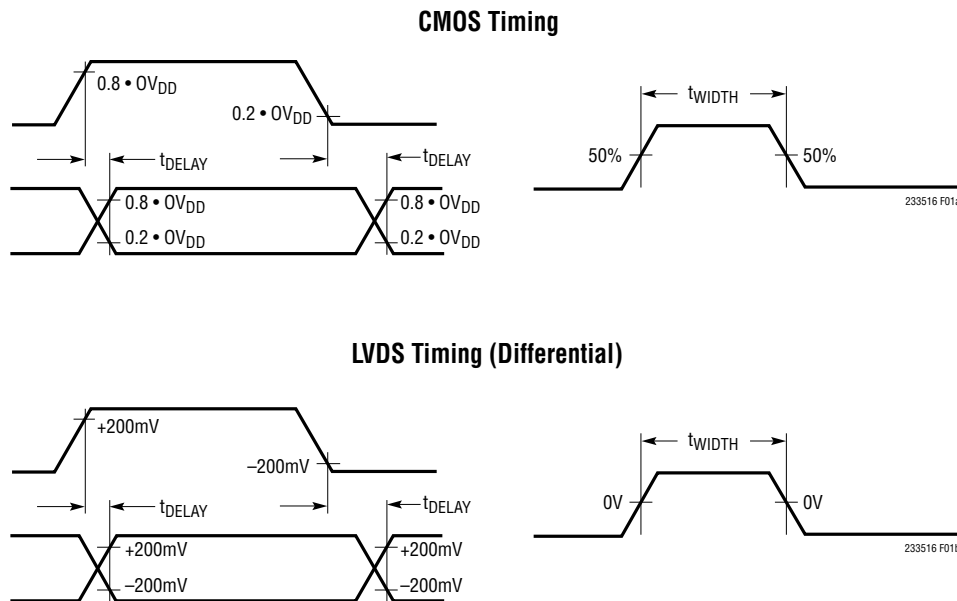 CMOS Timing
0.8 • OVDD
0.2 • OVDD
tDELAY
tDELAY
0.8 • OVDD
0.8 • OVDD
0.2 • OVDD
0.2 • OVDD
tWIDTH
50%
50%
233516 F01a
LVDS Timing (Differential)
+200mV
–200mV
tDELAY
tDELAY
+200mV
+200mV
–200mV
–200mV
tWIDTH
0V
0V
233516 F01b